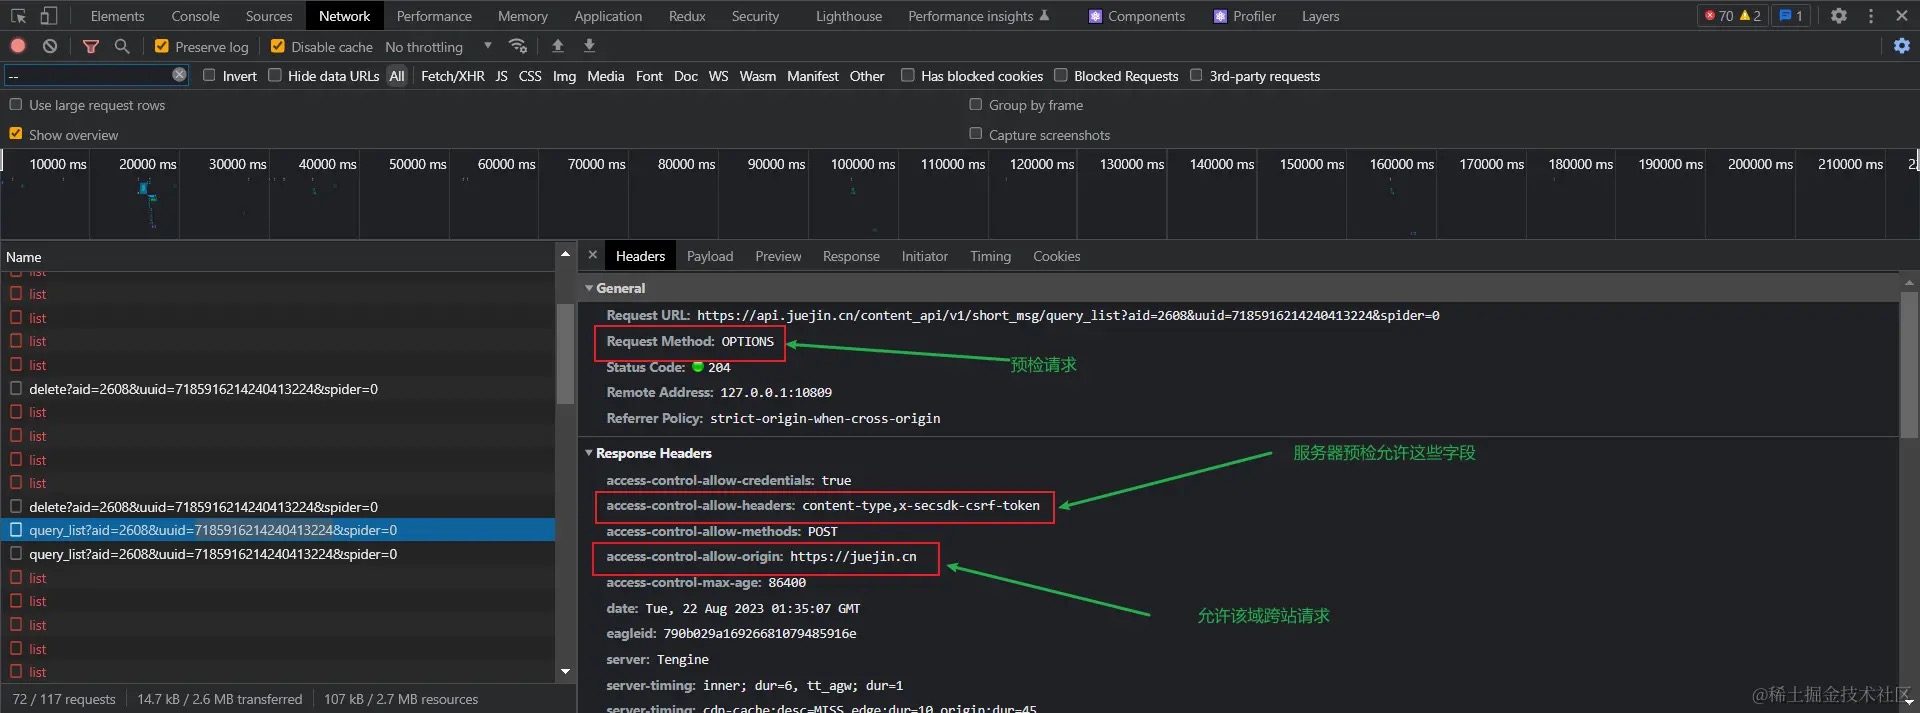 Elements Console Sources Network Performance Memory Application Redux Security Lighthouse Performance insights Components Profiler Layers 70 2 1
Preserve log Disable cache No throttling
-- Invert Hide data URLs All Fetch/XHR JS CSS Img Media Font Doc WS Wasm Manifest Other Has blocked cookies Blocked Requests 3rd-party requests
Use large request rows Group by frame
Show overview Capture screenshots
10000 ms 20000 ms 30000 ms 40000 ms 50000 ms 60000 ms 70000 ms 80000 ms 90000 ms 100000 ms 110000 ms 120000 ms 130000 ms 140000 ms 150000 ms 160000 ms 170000 ms 180000 ms 190000 ms 200000 ms 210000 ms
Name
list
list
list
list
list
delete?aid=2608&uuid=7185916214240413224&spider=0
list
list
list
list
delete?aid=2608&uuid=7185916214240413224&spider=0
query_list?aid=2608&uuid=7185916214240413224&spider=0
query_list?aid=2608&uuid=7185916214240413224&spider=0
list
list
list
list
list
72 / 117 requests 14.7 kB / 2.6 MB transferred 107 kB / 2.7 MB resources
Headers Payload Preview Response Initiator Timing Cookies
General
Request URL: https://api.juejin.cn/content_api/v1/short_msg/query_list?aid=2608&uuid=7185916214240413224&spider=0
Request Method: OPTIONS
预检请求
Status Code: 204
Remote Address: 127.0.0.1:10809
Referrer Policy: strict-origin-when-cross-origin
Response Headers
服务器预检允许这些字段
access-control-allow-credentials: true
access-control-allow-headers: content-type,x-secsdk-csrf-token
access-control-allow-methods: POST
access-control-allow-origin: https://juejin.cn
access-control-max-age: 86400
date: Tue, 22 Aug 2023 01:35:07 GMT
允许该域跨站请求
eagleid: 790b029a16926681079485916e
server: Tengine
server-timing: inner; dur=6, tt_agw; dur=1
server-timing: cdn-cache;desc=MISS,edge;dur=10,origin;dur=45
@稀土掘金技术社区